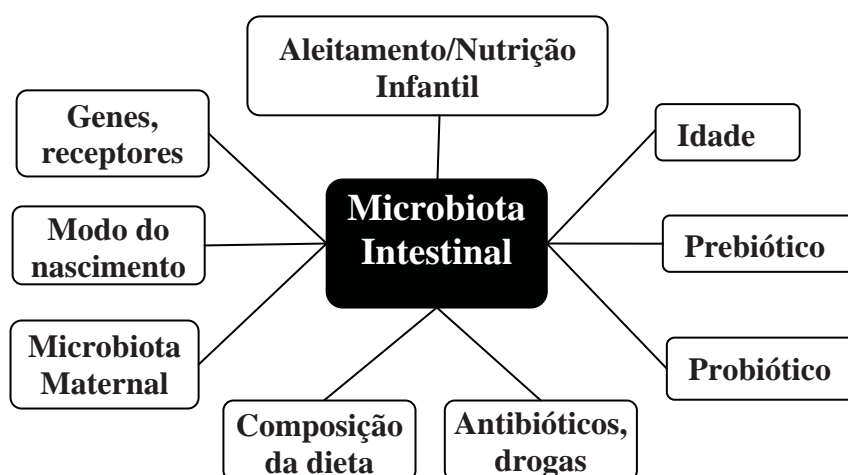 Aleitamento/Nutrição
Infantil
Genes,
receptores
Idade
Microbiota
Intestinal
Modo do
nascimento
Prebiótico
Microbiota
Maternal
Probiótico
Composição
da dieta
Antibióticos,
drogas